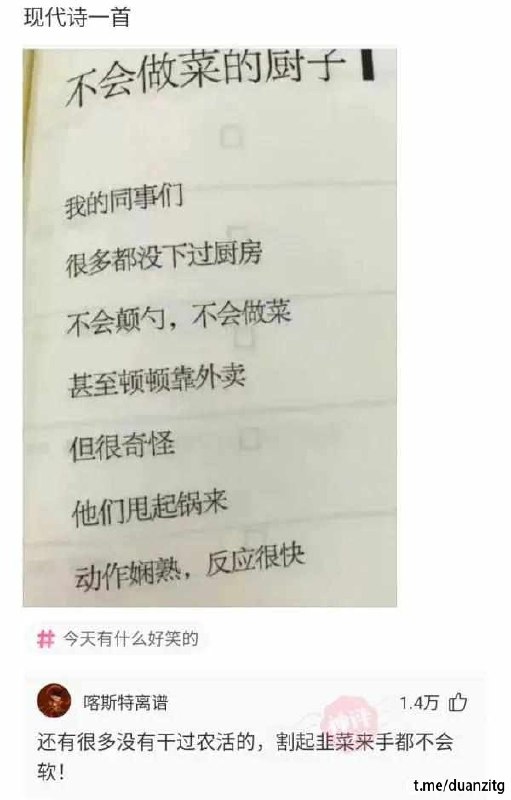 现代诗一首
不会做菜的厨子
我的同事们
很多都没下过厨房
不会颠勺，不会做菜
甚至顿顿靠外卖
但很奇怪
他们甩起锅来
动作娴熟，反应很快
# 今天有什么好笑的
喀斯特离谱 1.4万
还有很多没有干过农活的，割起韭菜来手都不会
软！
t.me/duanzitg